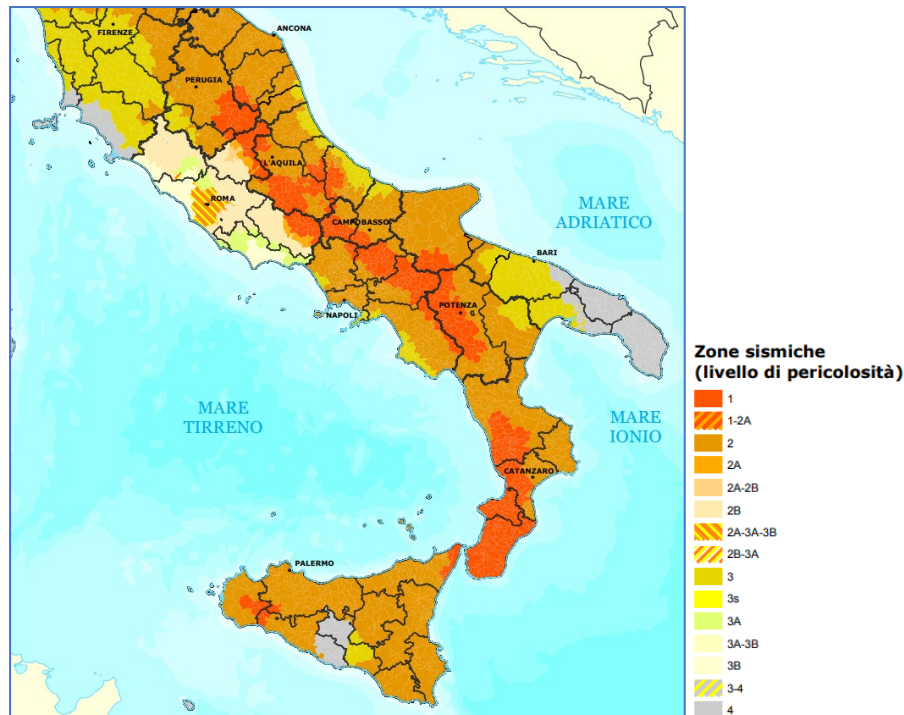 FIRENZE
ANCONA
PERUGIA
L'AQUILA
ROMA
CAMPOBASSO
MARE
ADRIATICO
BARI
NAPOLI
POTENZA
MARE
TIRRENO
MARE
IONIO
CATANZARO
PALERMO
Zone sismiche
(livello di pericolosità)
1
1-2A
2
2A
2A-2B
2B
2A-3A-3B
2B-3A
3
3s
3A
3A-3B
3B
3-4
4